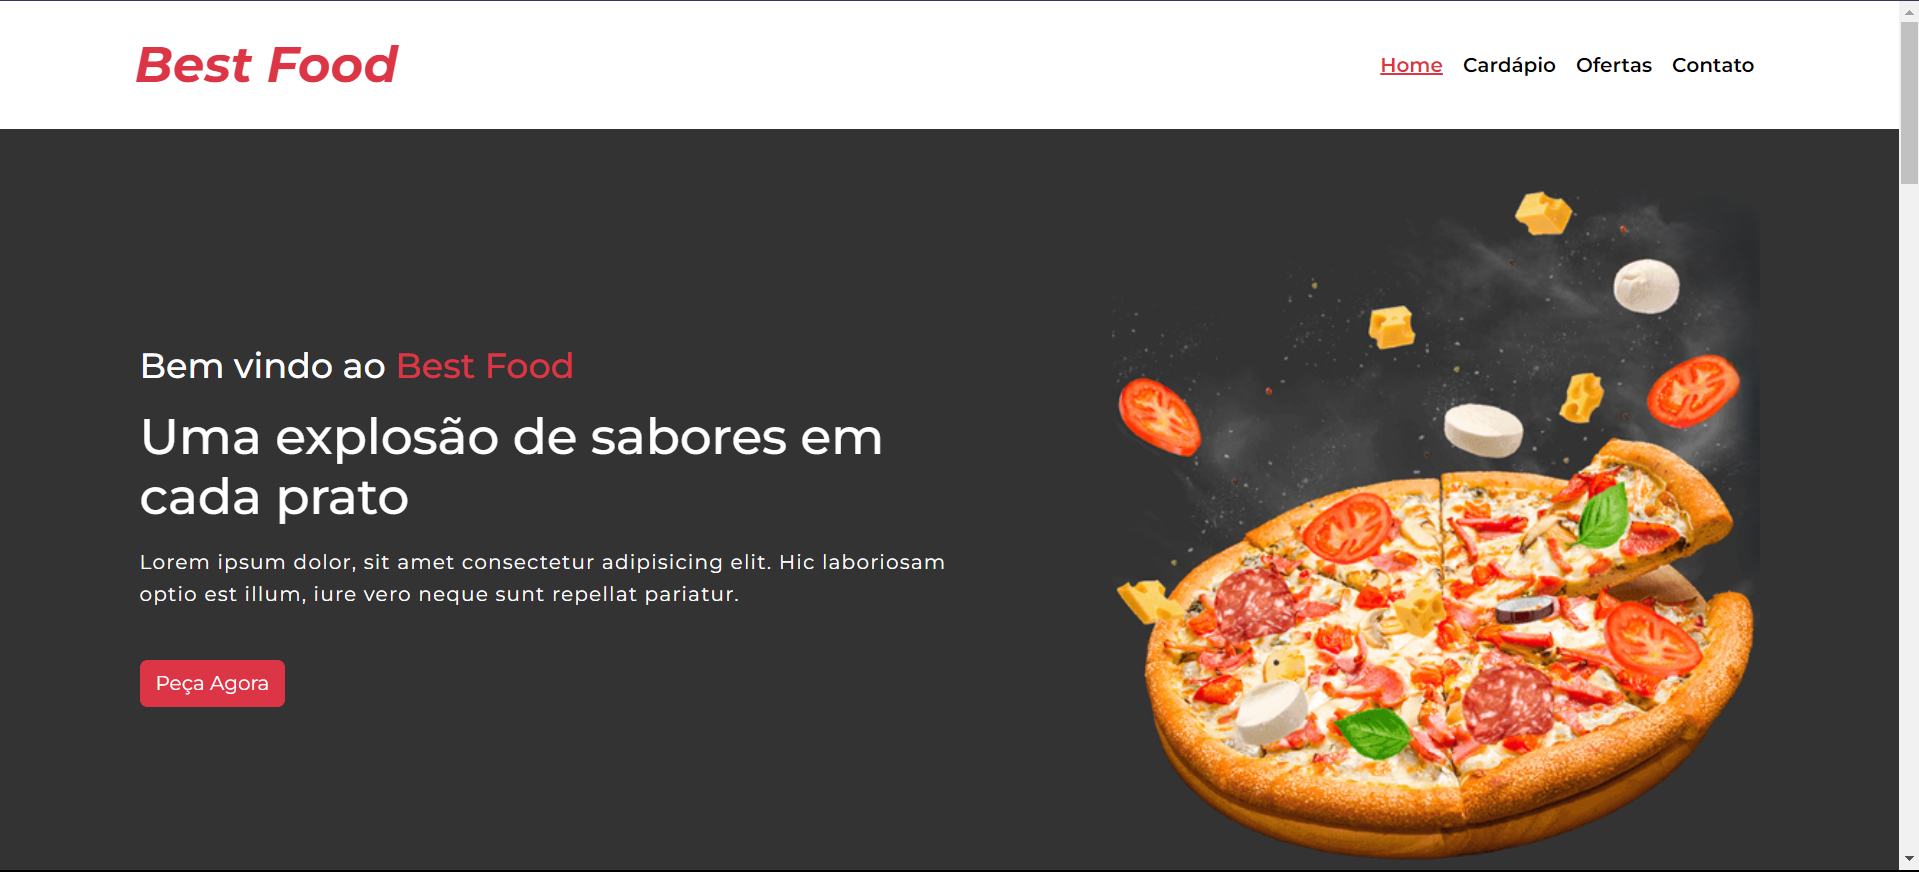 Best Food
Home Cardápio Ofertas Contato
Bem vindo ao Best Food
Uma explosão de sabores em
cada prato
Lorem ipsum dolor, sit amet consectetur adipisicing elit. Hic laboriosam
optio est illum, iure vero neque sunt repellat pariatur.
Peça Agora